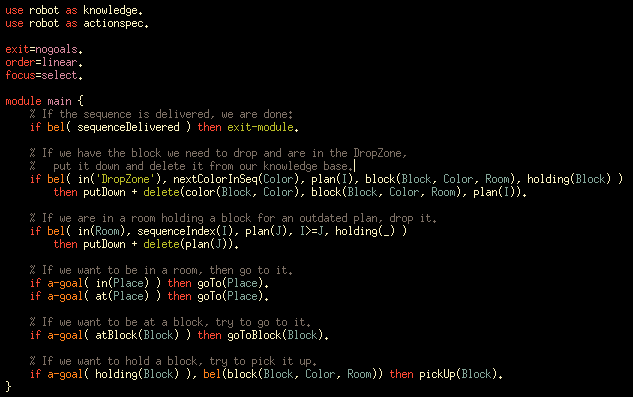 use robot as knowledge.
use robot as actionspec.
exit=nogoals.
order=linear.
focus=select.
module main {
% If the sequence is delivered, we are done:
if bel( sequenceDelivered ) then exit-module.
% If we have the block we need to drop and are in the DropZone,
% put it down and delete it from our knowledge base.
if bel( in('DropZone'), nextColorInSeq(Color), plan(I), block(Block, Color, Room), holding(Block) )
then putDown + delete(color(Block, Color), block(Block, Color, Room), plan(I)).
% If we are in a room holding a block for an outdated plan, drop it.
if bel( in(Room), sequenceIndex(I), plan(J), I>=J, holding(_) )
then putDown + delete(plan(J)).
% If we want to be in a room, then go to it.
if a-goal( in(Place) ) then goTo(Place).
if a-goal( at(Place) ) then goTo(Place).
% If we want to be at a block, try to go to it.
if a-goal( atBlock(Block) ) then goToBlock(Block).
% If we want to hold a block, try to pick it up.
if a-goal( holding(Block) ), bel(block(Block, Color, Room)) then pickUp(Block).
}